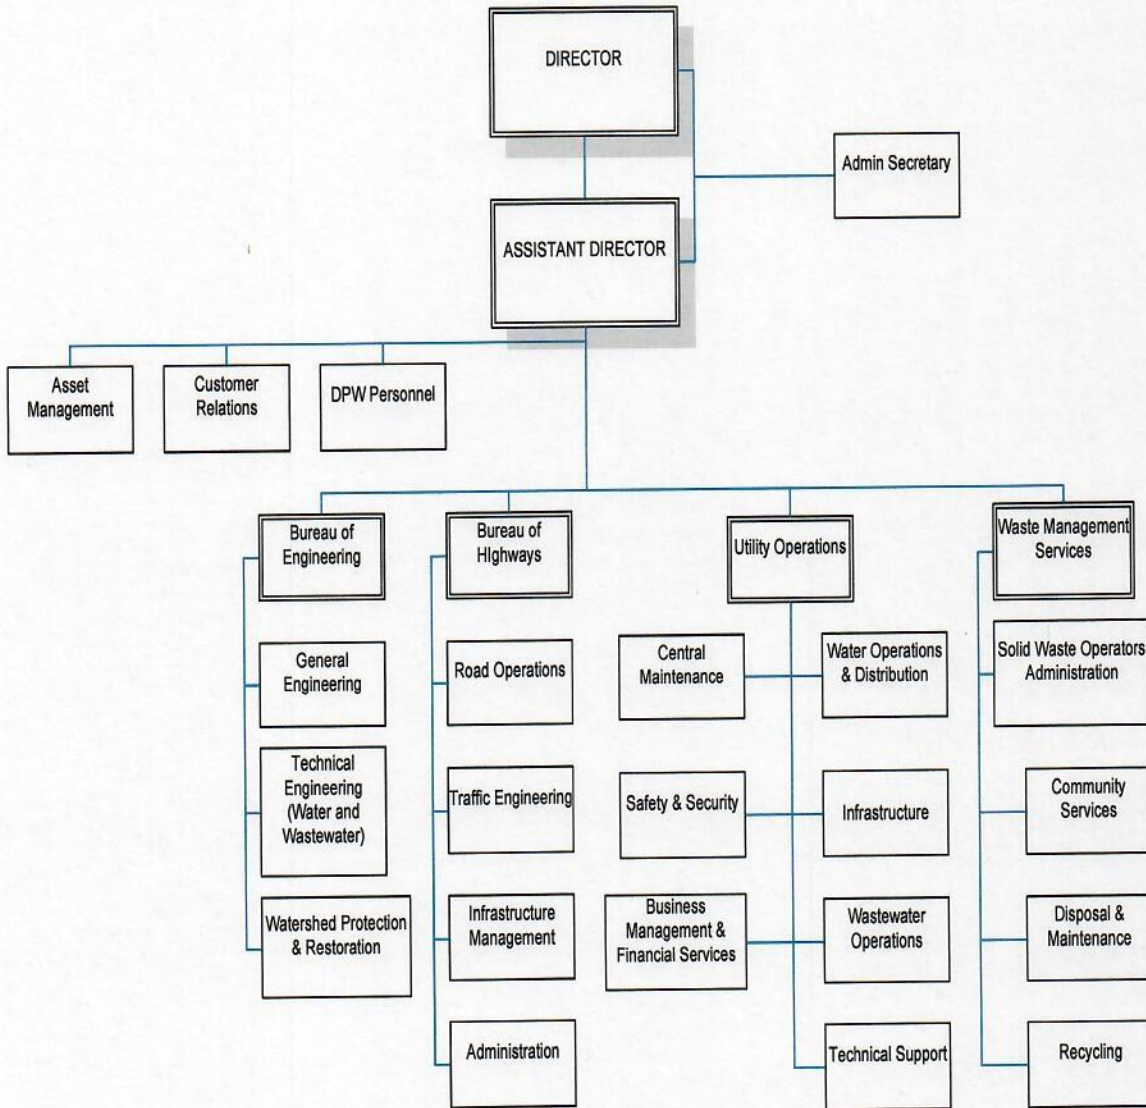 DIRECTOR
Admin Secretary
ASSISTANT DIRECTOR
Asset
Management
Customer
Relations
DPW Personnel
Bureau of
Engineering
Bureau of
HIghways
Utility Operations
Waste Management
Services
General
Engineering
Road Operations
Central
Maintenance
Water Operations
& Distribution
Solid Waste Operators
Administration
Technical
Engineering
(Water and
Wastewater)
Traffic Engineering
Safety & Security
Infrastructure
Community
Services
Watershed Protection
& Restoration
Infrastructure
Management
Business
Management &
Financial Services
Wastewater
Operations
Disposal &
Maintenance
Administration
Technical Support
Recycling